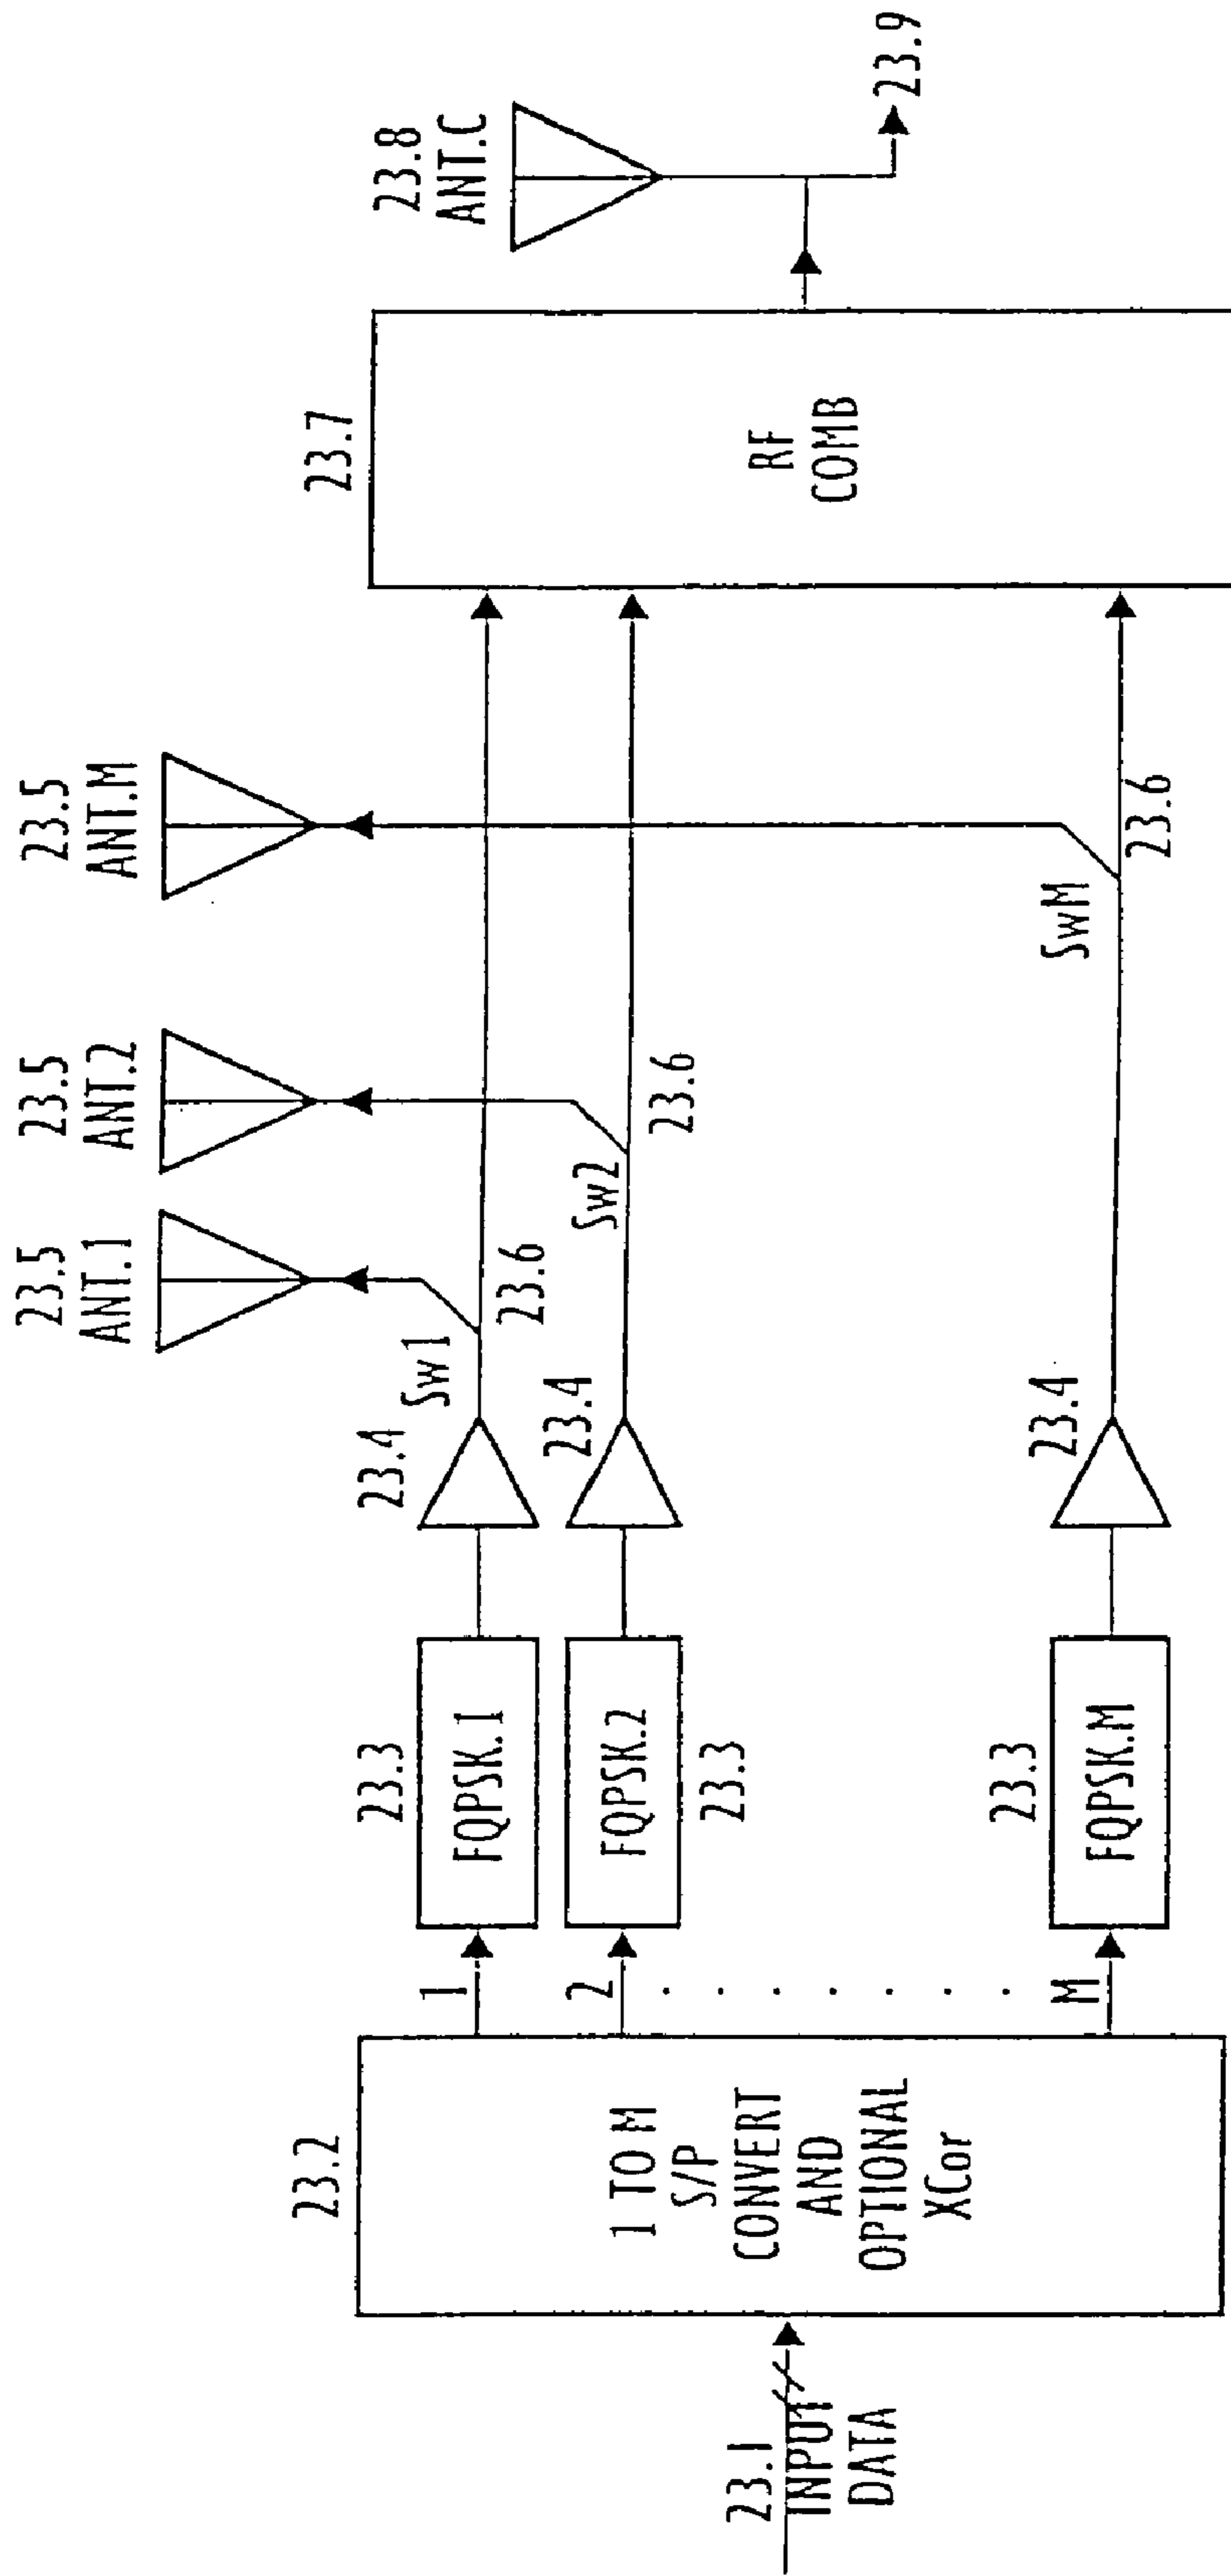 23.1
INPUT
DATA
23.2
1 TO M
S/P
CONVERT
AND
OPTIONAL
XCor
1
2
M
23.3
FQPSK.1
FQPSK.2
23.3
23.3
FQPSK.M
23.4
23.4
23.4
Sw1
23.6
Sw2
23.6
SwM
23.6
23.5
ANT.1
23.5
ANT.2
23.5
ANT.M
23.7
RF
COMB
23.8
ANT.C
23.9